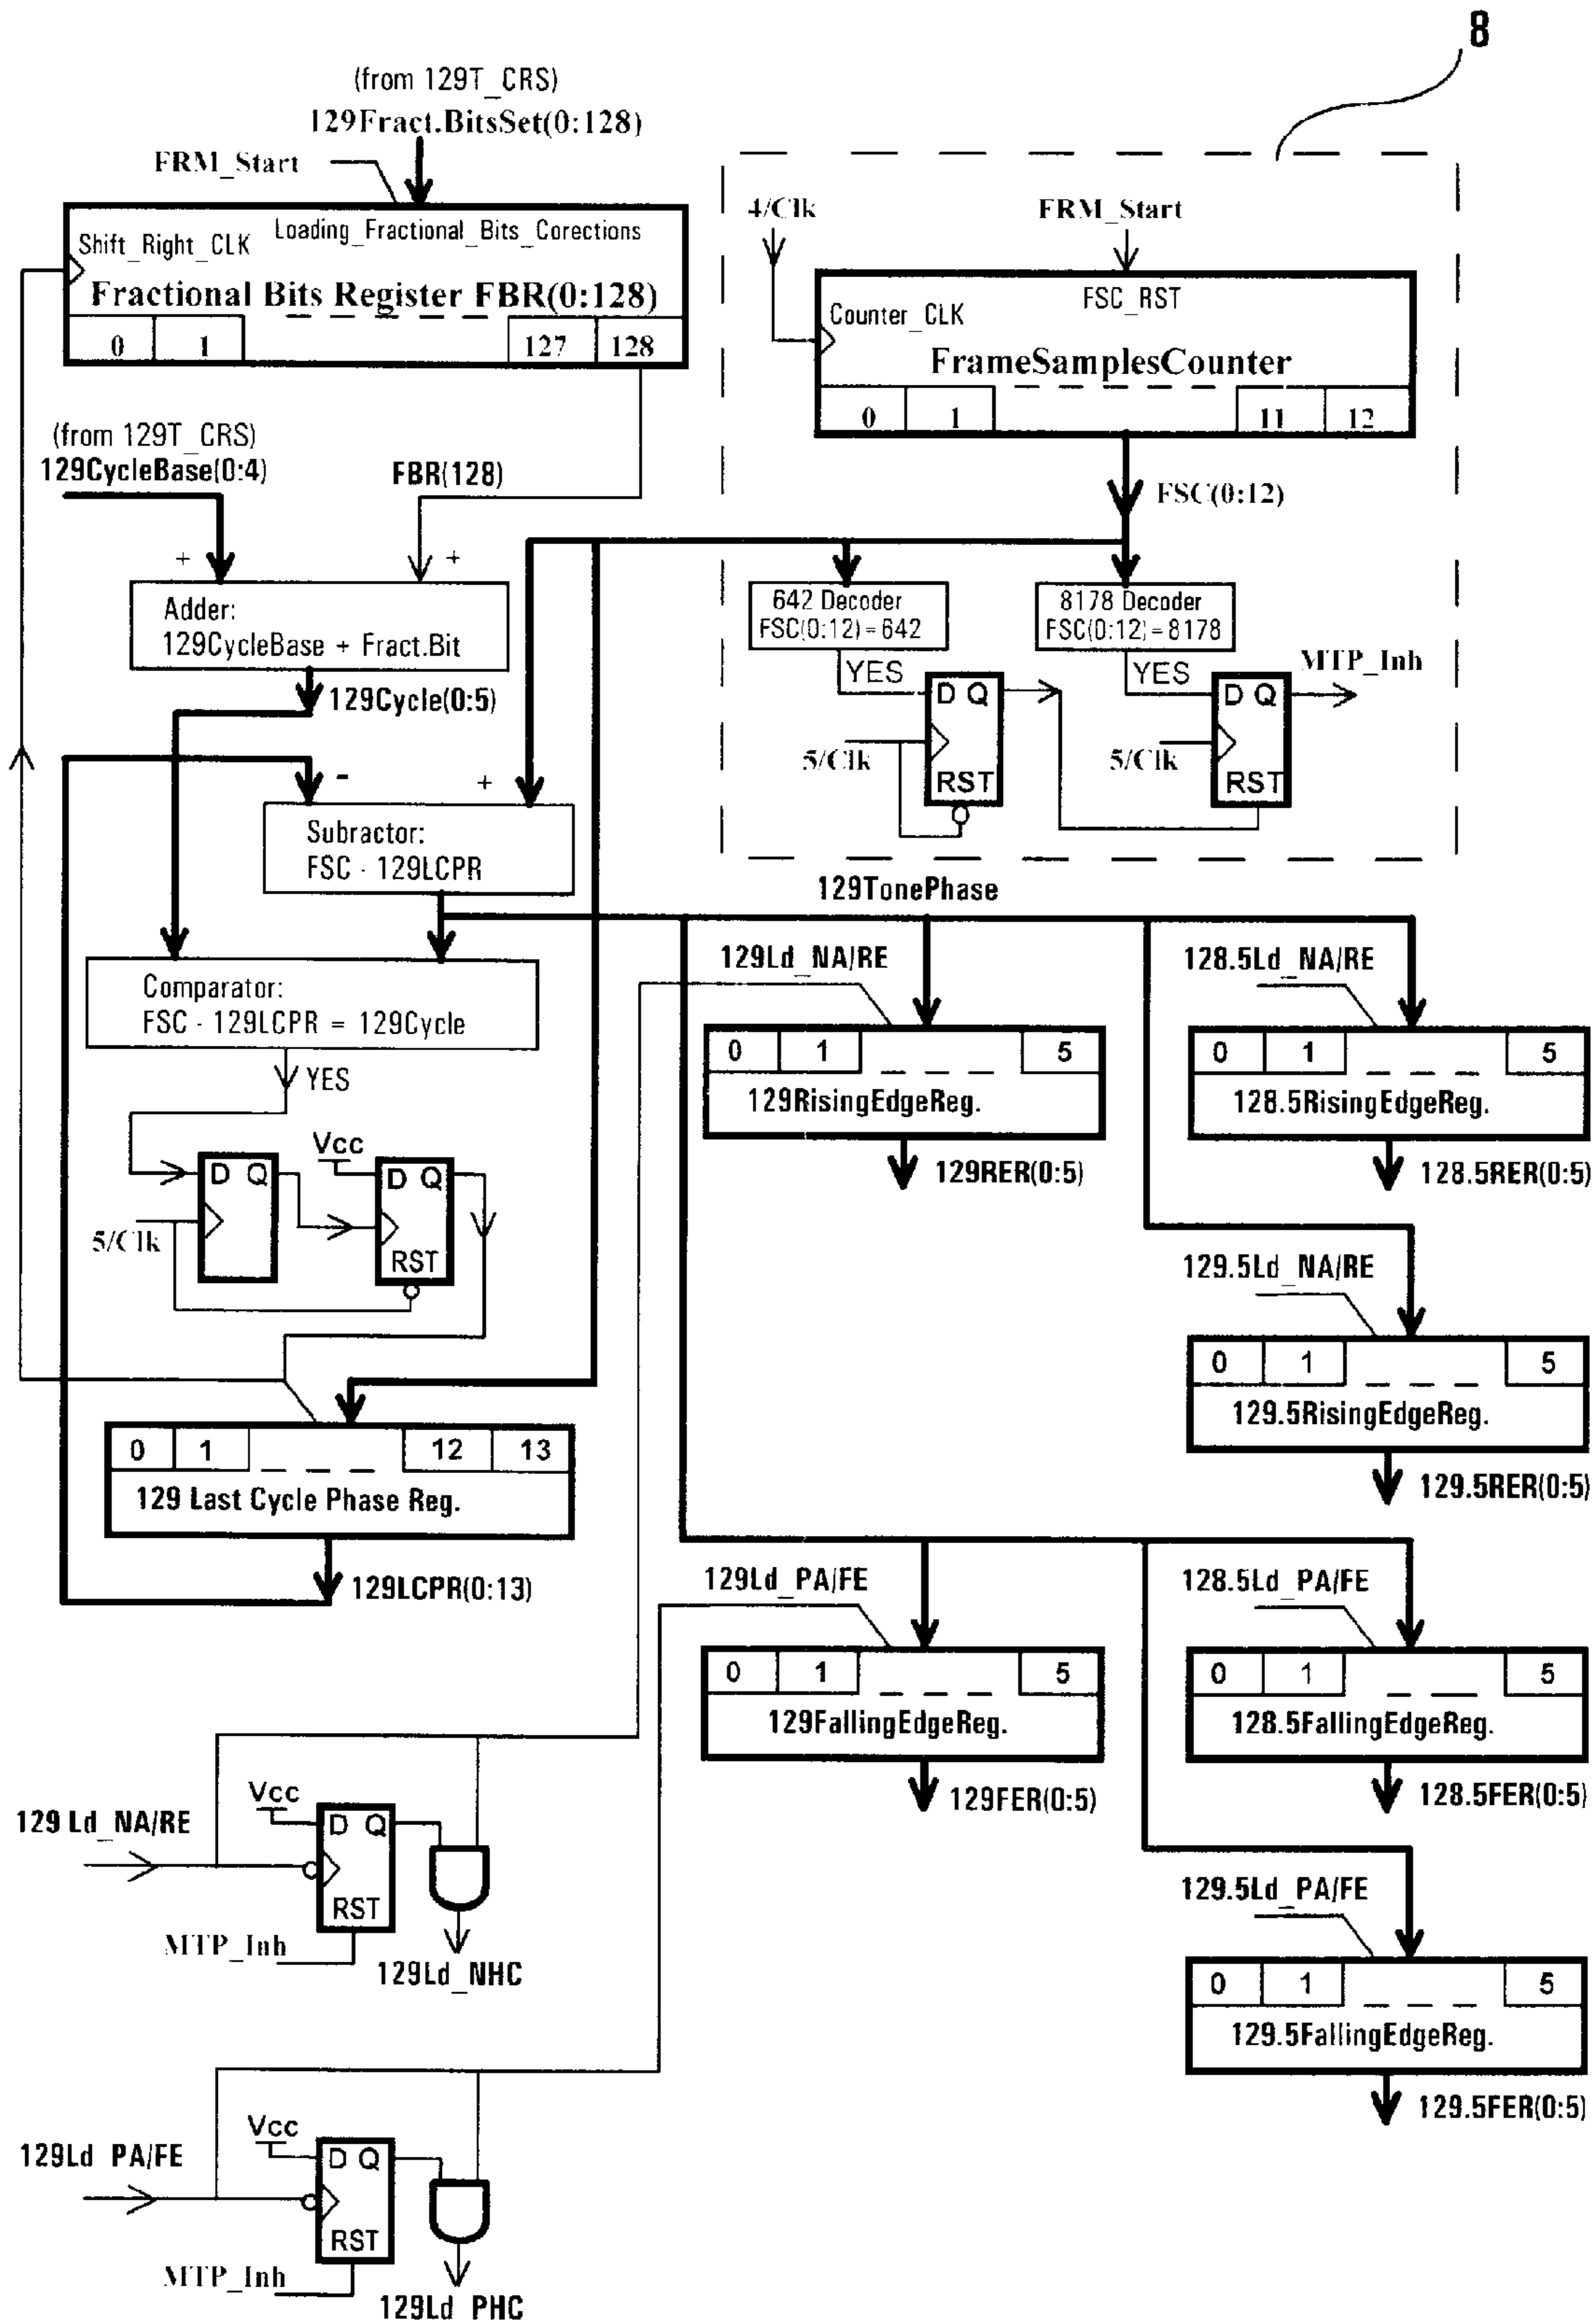 8
(from 129T_CRS)
129Fract.BitsSet(0:128)
FRM_Start
Shift_Right_CLK
Loading_Fractional_Bits_Corections
Fractional Bits Register FBR(0:128)
0 1 127 128
4/Clk
FRM_Start
FSC_RST
Counter_CLK
FrameSamplesCounter
0 1 11 12
(from 129T_CRS)
129CycleBase(0:4)
FBR(128)
FSC(0:12)
+ +
Adder:
129CycleBase + Fract.Bit
642 Decoder
FSC(0:12)=642
8178 Decoder
FSC(0:12)=8178
YES
YES
MTP_Inh
D Q
D Q
5/Clk
5/Clk
RST
RST
129Cycle(0:5)
- +
Subractor:
FSC - 129LCPR
129TonePhase
Comparator:
FSC - 129LCPR = 129Cycle
YES
129Ld_NA/RE
128.5Ld_NA/RE
0 1 5
129RisingEdgeReg.
0 1 5
128.5RisingEdgeReg.
129RER(0:5)
128.5RER(0:5)
Vcc
D Q
D Q
5/Clk
RST
129.5Ld_NA/RE
0 1 5
129.5RisingEdgeReg.
129.5RER(0:5)
0 1 12 13
129 Last Cycle Phase Reg.
129LCPR(0:13)
129Ld_PA/FE
128.5Ld_PA/FE
0 1 5
129FallingEdgeReg.
0 1 5
128.5FallingEdgeReg.
129FER(0:5)
128.5FER(0:5)
Vcc
129 Ld_NA/RE
D Q
RST
MTP_Inh
129Ld_NHC
129.5Ld_PA/FE
0 1 5
129.5FallingEdgeReg.
129.5FER(0:5)
Vcc
129Ld PA/FE
D Q
RST
MTP_Inh
129Ld_PHC